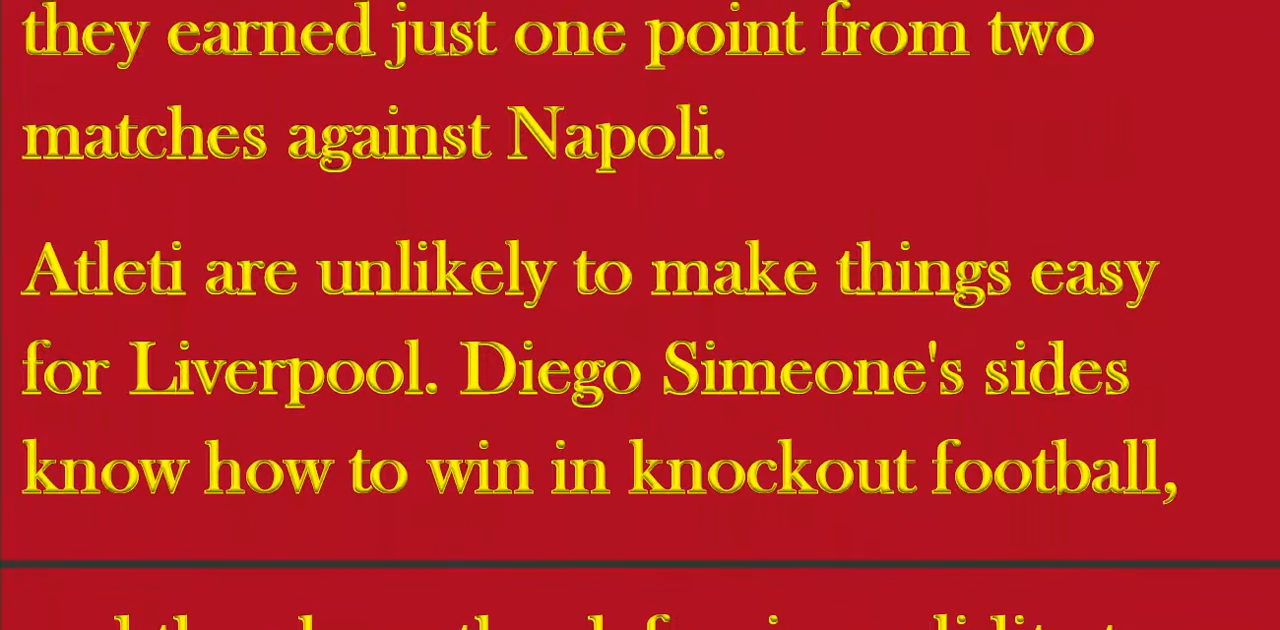 they earned just one point from two
matches against Napoli.
Atleti are unlikely to make things easy
for Liverpool. Diego Simeone's sides
know how to win in knockout football,